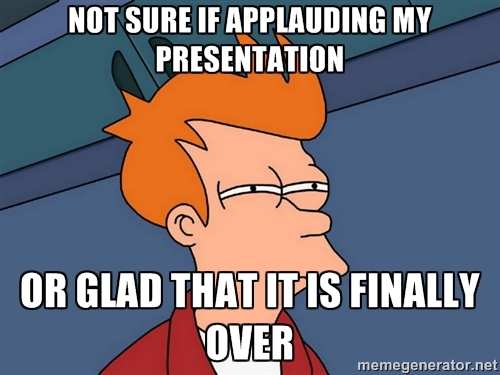 NOT SURE IF APPLAUDING MY
PRESENTATION
OR GLAD THAT IT IS FINALLY
OVER
memegenerator.net